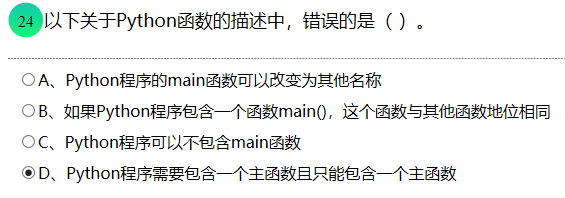 24 以下关于Python函数的描述中，错误的是（ ）。
A、Python程序的main函数可以改变为其他名称
B、如果Python程序包含一个函数main()，这个函数与其他函数地位相同
C、Python程序可以不包含main函数
D、Python程序需要包含一个主函数且只能包含一个主函数